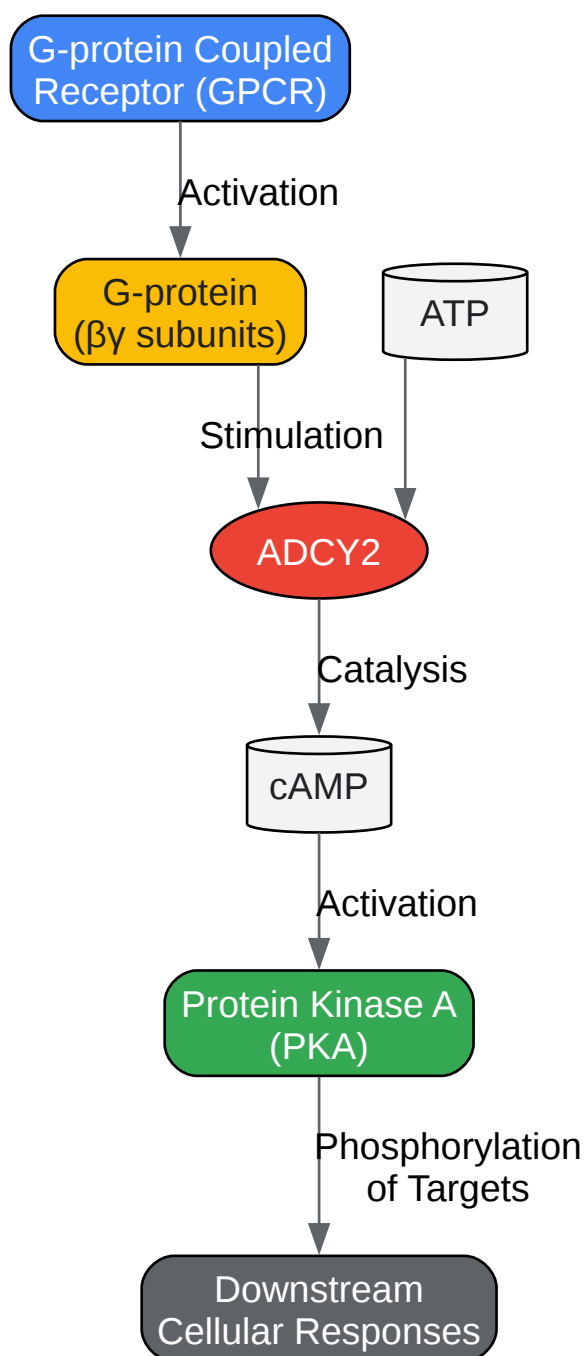 G-protein Coupled
Receptor (GPCR)
Activation
G-protein
(βγ subunits)
ATP
Stimulation
ADCY2
Catalysis
cAMP
Activation
Protein Kinase A
(PKA)
Phosphorylation
of Targets
Downstream
Cellular Responses